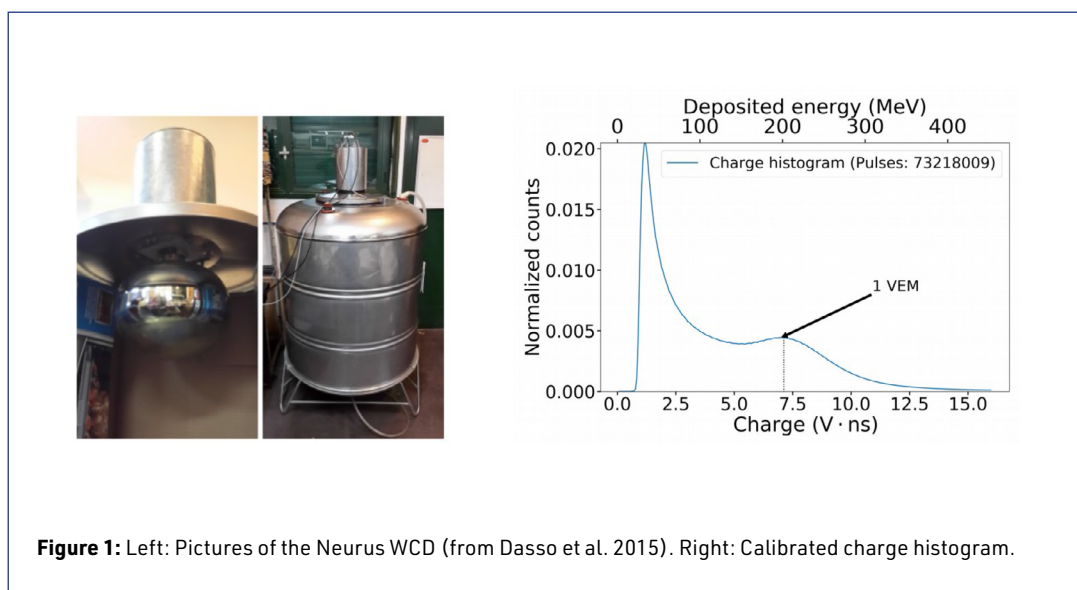 Deposited energy (MeV)
0 100 200 300 400
0.020
0.015
0.010
0.005
0.000
Normalized counts
Charge histogram (Pulses: 73218009)
1 VEM
0.0 2.5 5.0 7.5 10.0 12.5 15.0
Charge (V · ns)
Figure 1: Left: Pictures of the Neurus WCD (from Dasso et al. 2015). Right: Calibrated charge histogram.